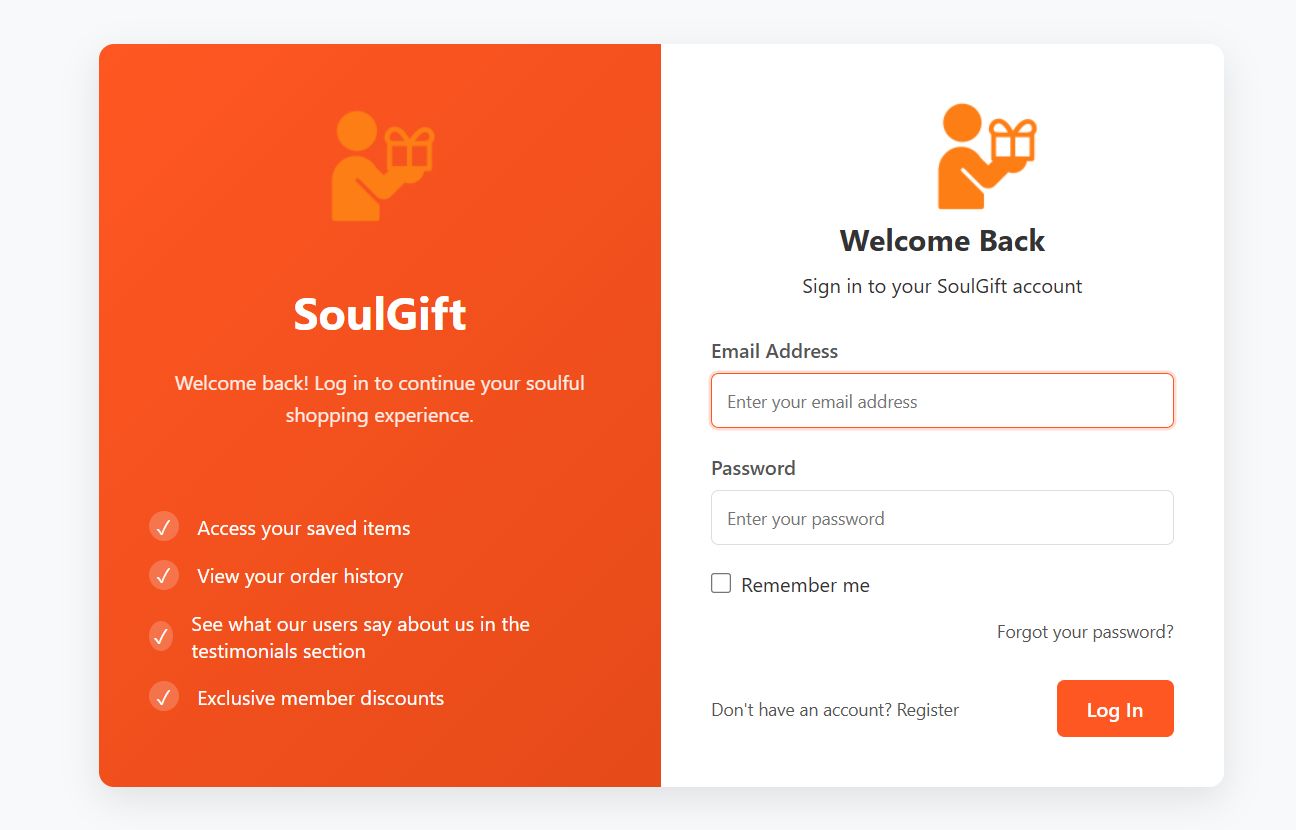 SoulGift
Welcome back! Log in to continue your soulful
shopping experience.
✓ Access your saved items
✓ View your order history
✓ See what our users say about us in the
testimonials section
✓ Exclusive member discounts
Welcome Back
Sign in to your SoulGift account
Email Address
Enter your email address
Password
Enter your password
Remember me
Forgot your password?
Don't have an account? Register
Log In